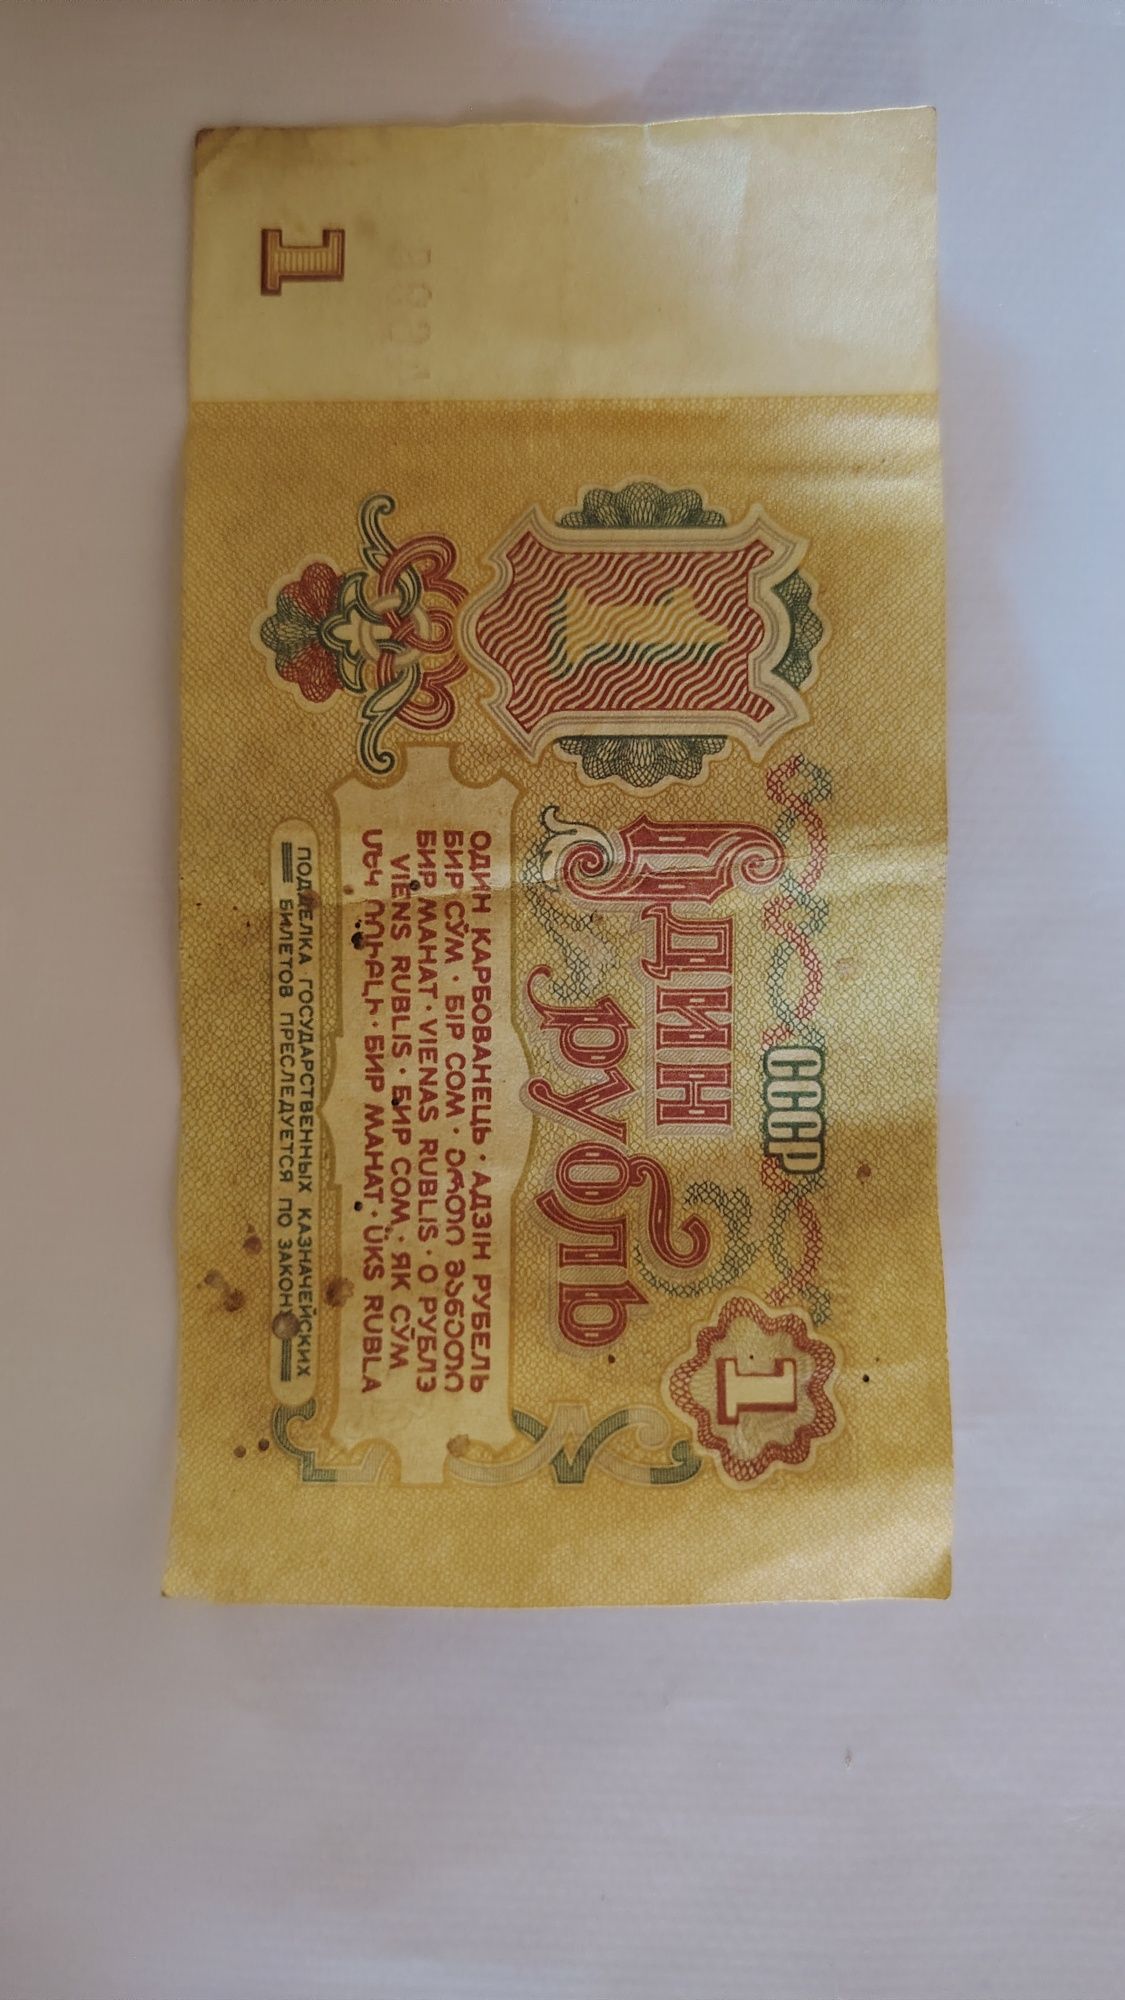 1
1
СССР
Один
рубль
1
ОДИН КАРБОВАНЕЦЬ · АДЗІН РУБЕЛЬ
БИР СЎМ · БІР СОМ · ᲔᲠᲗᲘ ᲛᲐᲜᲔᲗᲘ
БИР МАНАТ · VIENAS RUBLIS · О РУБЛЭ
VIENS RUBLIS · БИР СОМ · ЯК СӮМ
ՄԵԿ ՌՈՒԲԼԻ · БИР МАНАТ · ÜKS RUBLA
ПОДДЕЛКА ГОСУДАРСТВЕННЫХ КАЗНАЧЕЙСКИХ
БИЛЕТОВ ПРЕСЛЕДУЕТСЯ ПО ЗАКОНУ